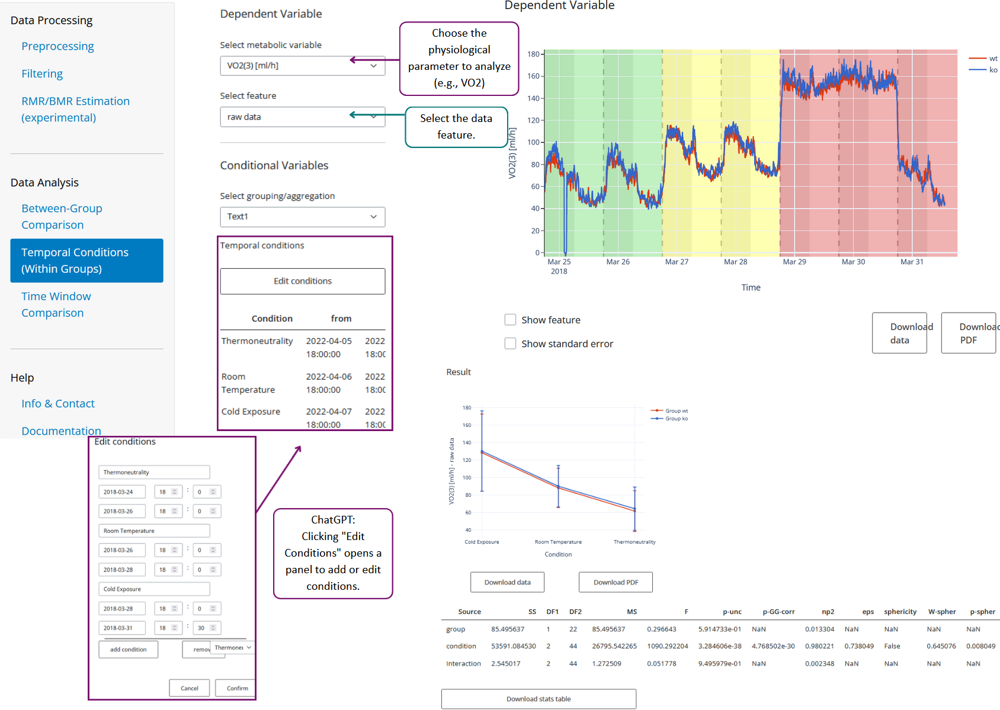 Data Processing
Preprocessing
Filtering
RMR/BMR Estimation
(experimental)
Data Analysis
Between-Group
Comparison
Temporal Conditions
(Within Groups)
Time Window
Comparison
Help
Info & Contact
Documentation
Dependent Variable
Select metabolic variable
VO2(3) [ml/h]
Select feature
raw data
Conditional Variables
Select grouping/aggregation
Text1
Temporal conditions
Edit conditions
Condition from
Thermoneutrality 2022-04-05 2022
18:00:00 18:00
Room 2022-04-06 2022
Temperature 18:00:00 18:00
Cold Exposure 2022-04-07 2022
18:00:00 18:00
Choose the
physiological
parameter to analyze
(e.g., VO2)
Select the data
feature.
Edit conditions
Thermoneutrality
2018-03-24 18 : 0
2018-03-26 18 : 0
Room Temperature
2018-03-26 18 : 0
2018-03-28 18 : 0
Cold Exposure
2018-03-28 18 : 0
2018-03-31 18 : 30
add condition remov Thermoneu
Cancel Confirm
ChatGPT:
Clicking "Edit
Conditions" opens a
panel to add or edit
conditions.
Dependent Variable
VO2(3) [ml/h]
180
160
140
120
100
80
60
40
20
0
Mar 25 Mar 26 Mar 27 Mar 28 Mar 29 Mar 30 Mar 31
2018
Time
wt
ko
Show feature
Show standard error
Download
data
Download
PDF
Result
VO2(3) [ml/h] - raw data
180
160
140
120
100
80
60
40
Cold Exposure Room Temperature Thermoneutrality
Condition
Group wt
Group ko
Download data Download PDF
Source SS DF1 DF2 MS F p-unc p-GG-corr np2 eps sphericity W-spher p-spher
group 85.495637 1 22 85.495637 0.296643 5.914733e-01 NaN 0.013304 NaN NaN NaN NaN
condition 53591.084530 2 44 26795.542265 1090.292204 3.284606e-38 4.768502e-30 0.980221 0.738049 False 0.645076 0.008049
Interaction 2.545017 2 44 1.272509 0.051778 9.495979e-01 NaN 0.002348 NaN NaN NaN NaN
Download stats table